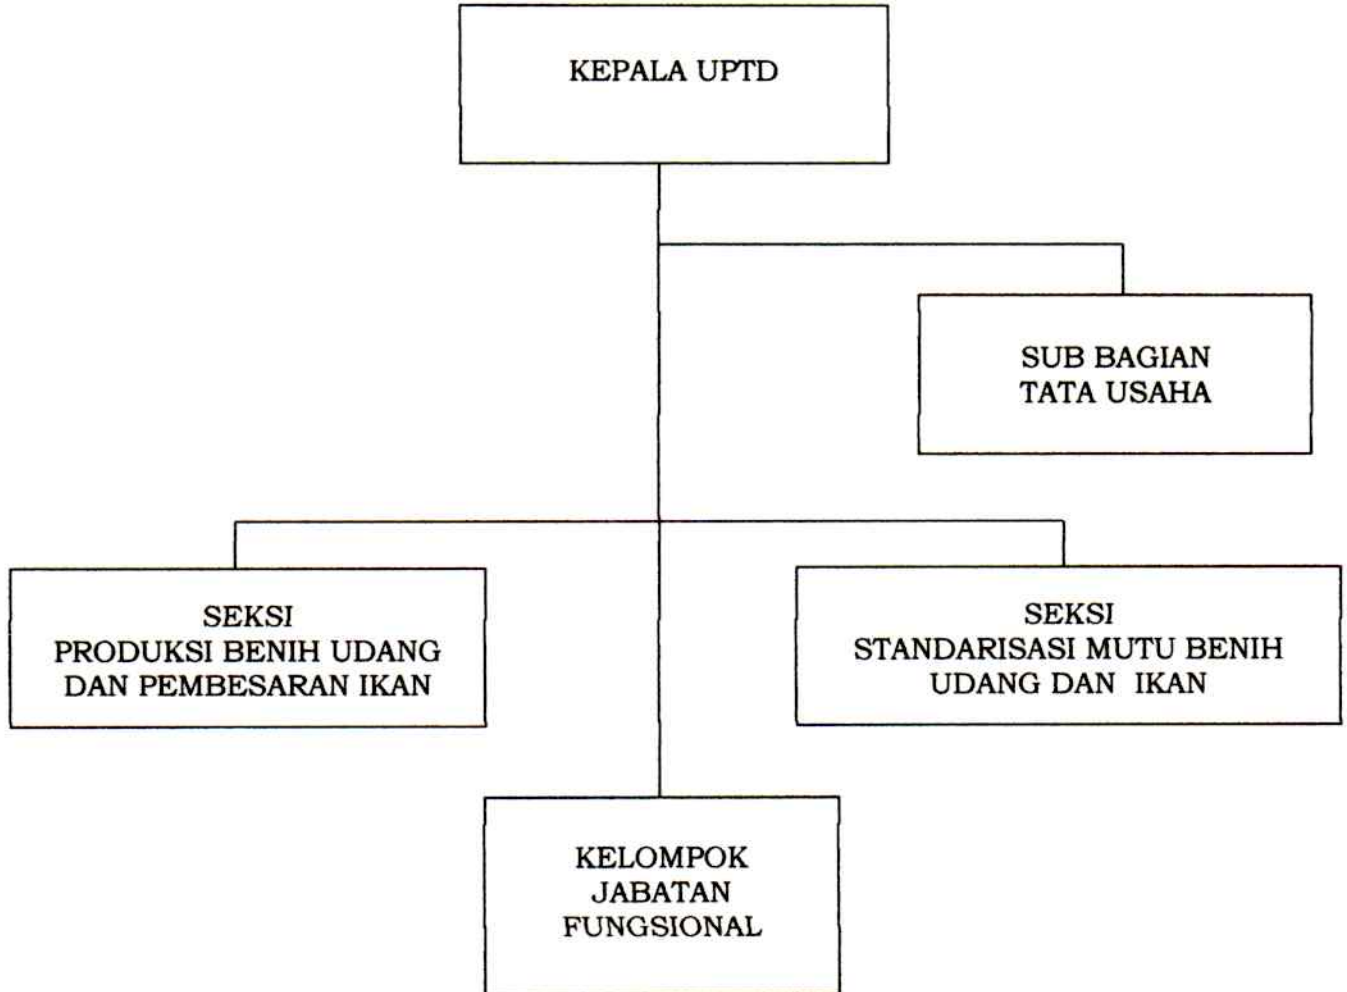 KEPALA UPTD
SUB BAGIAN
TATA USAHA
SEKSI
PRODUKSI BENIH UDANG
DAN PEMBESARAN IKAN
SEKSI
STANDARISASI MUTU BENIH
UDANG DAN IKAN
KELOMPOK
JABATAN
FUNGSIONAL